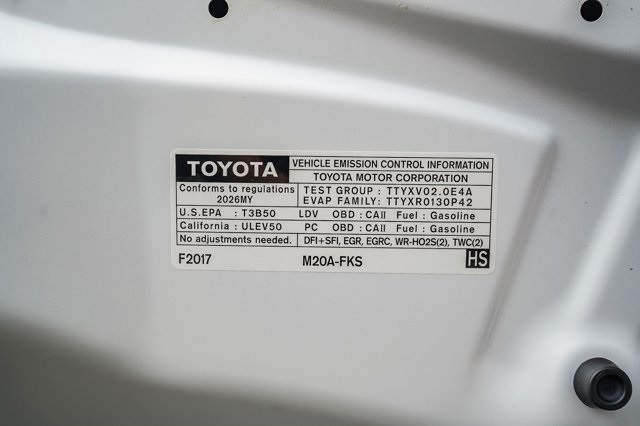 TOYOTA VEHICLE EMISSION CONTROL INFORMATION
TOYOTA MOTOR CORPORATION
Conforms to regulations
2026MY
TEST GROUP : TTYXV02.0E4A
EVAP FAMILY: TTYXR0130P42
U.S.EPA : T3B50 LDV OBD : CAII Fuel : Gasoline
California : ULEV50 PC OBD : CAII Fuel : Gasoline
No adjustments needed. DFI+SFI, EGR, EGRC, WR-HO2S(2), TWC(2)
F2017 M20A-FKS HS